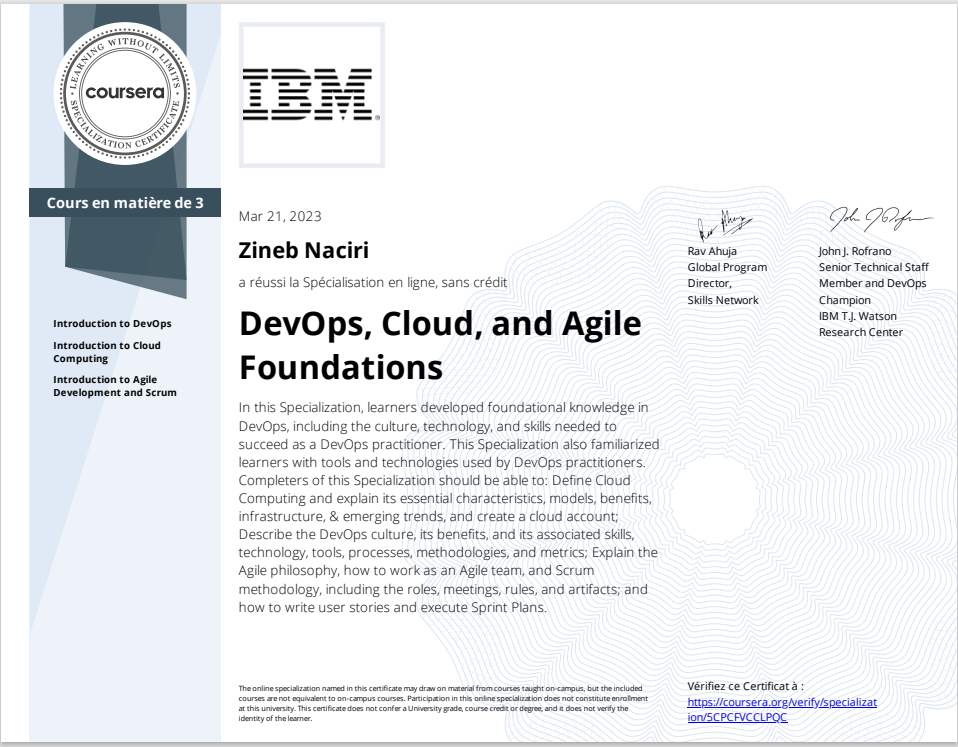 LEARNING WITHOUT LIMITS
coursera
SPECIALIZATION CERTIFICATE
Cours en matière de 3
Introduction to DevOps
Introduction to Cloud
Computing
Introduction to Agile
Development and Scrum
IBM
®
Mar 21, 2023
Zineb Naciri
a réussi la Spécialisation en ligne, sans crédit
DevOps, Cloud, and Agile
Foundations
In this Specialization, learners developed foundational knowledge in
DevOps, including the culture, technology, and skills needed to
succeed as a DevOps practitioner. This Specialization also familiarized
learners with tools and technologies used by DevOps practitioners.
Completers of this Specialization should be able to: Define Cloud
Computing and explain its essential characteristics, models, benefits,
infrastructure, & emerging trends, and create a cloud account;
Describe the DevOps culture, its benefits, and its associated skills,
technology, tools, processes, methodologies, and metrics; Explain the
Agile philosophy, how to work as an Agile team, and Scrum
methodology, including the roles, meetings, rules, and artifacts; and
how to write user stories and execute Sprint Plans.
Rav Ahuja
Rav Ahuja
Global Program
Director,
Skills Network
John J Rofrano
John J. Rofrano
Senior Technical Staff
Member and DevOps
Champion
IBM T.J. Watson
Research Center
The online specialization named in this certificate may draw on material from courses taught on-campus, but the included
courses are not equivalent to on-campus courses. Participation in this online specialization does not constitute enrollment
at this university. This certificate does not confer a University grade, course credit or degree, and it does not verify the
identity of the learner.
Vérifiez ce Certificat à :
https://coursera.org/verify/specializat
ion/5CPCFVCCLPQC